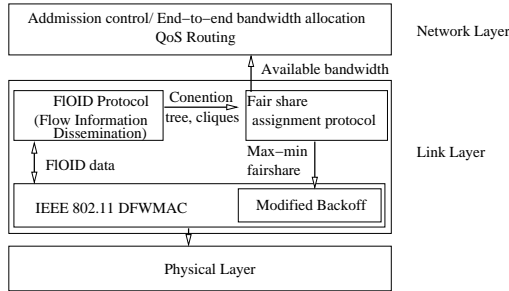 Addmission control/ End−to−end bandwidth allocation
QoS Routing
Network Layer
Available bandwidth
FlOID Protocol
(Flow Information
Dissemination)
Conention
tree, cliques
Fair share
assignment protocol
FlOID data
Max−min
fairshare
Link Layer
IEEE 802.11 DFWMAC
Modified Backoff
Physical Layer